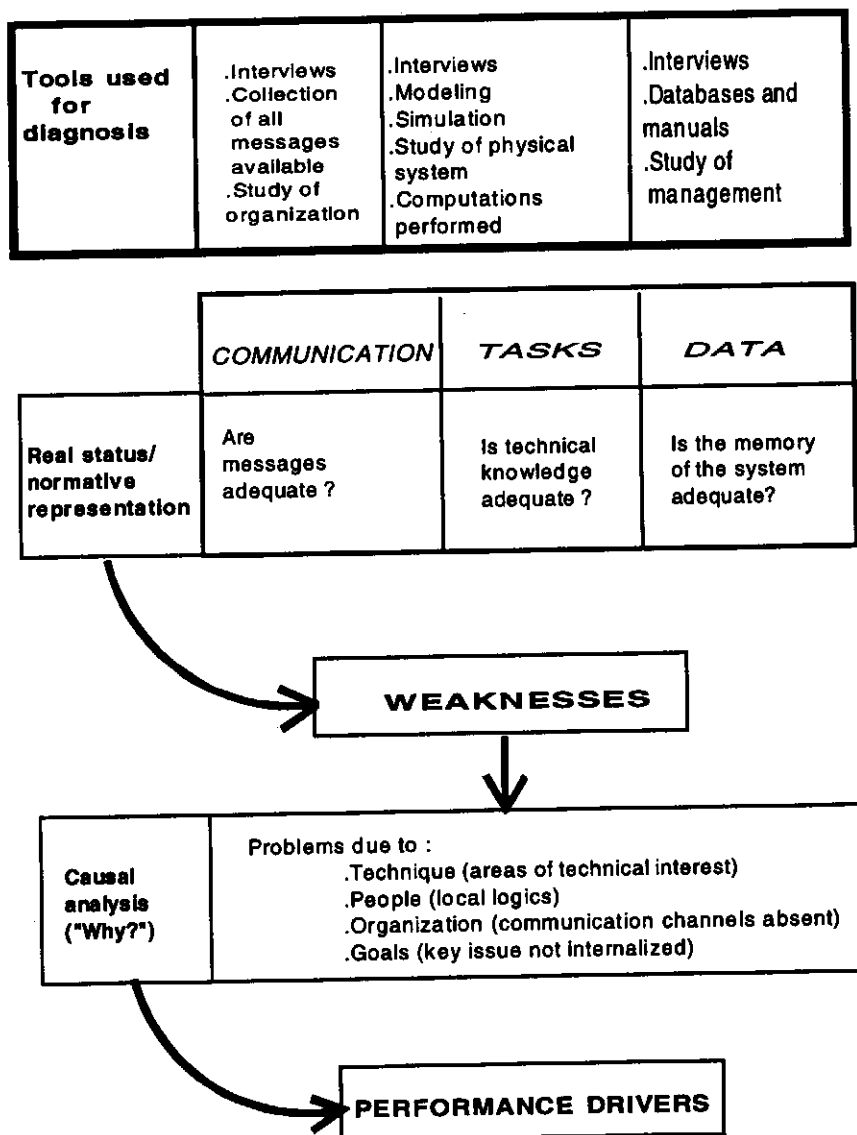 Tools used
for
diagnosis
.Interviews
.Collection
of all
messages
available
.Study of
organization
.Interviews
.Modeling
.Simulation
.Study of physical
system
.Computations
performed
.Interviews
.Databases and
manuals
.Study of
management
COMMUNICATION
TASKS
DATA
Real status/
normative
representation
Are
messages
adequate ?
Is technical
knowledge
adequate ?
Is the memory
of the system
adequate?
WEAKNESSES
Causal
analysis
("Why?")
Problems due to :
.Technique (areas of technical interest)
.People (local logics)
.Organization (communication channels absent)
.Goals (key issue not internalized)
PERFORMANCE DRIVERS